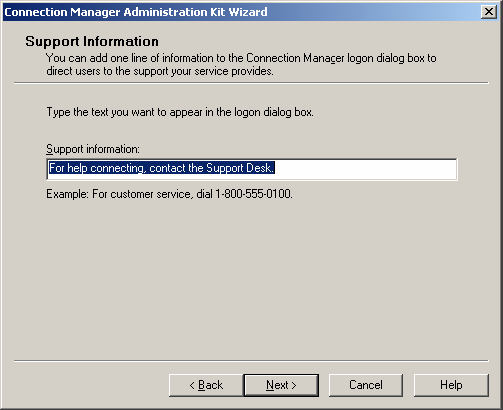 Connection Manager Administration Kit Wizard
Support Information
You can add one line of information to the Connection Manager logon dialog box to
direct users to the support your service provides.
Type the text you want to appear in the logon dialog box.
Support information:
For help connecting, contact the Support Desk.
Example: For customer service, dial 1-800-555-0100.
< Back Next > Cancel Help